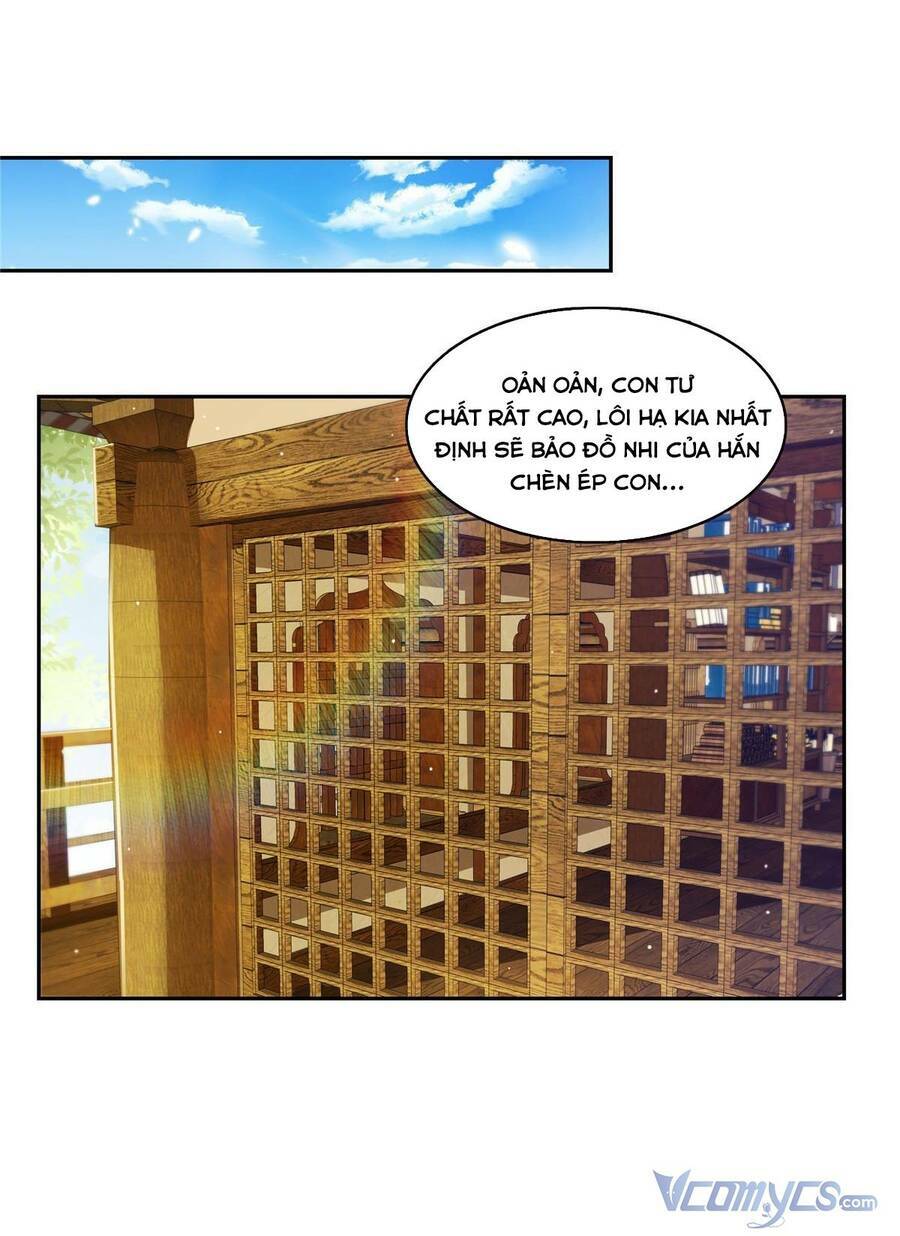 OẢN OẢN, CON TƯ
CHẤT RẤT CAO, LÔI HẠ KIA NHẤT
ĐỊNH SẼ BẢO ĐỒ NHI CỦA HẮN
CHÈN ÉP CON...
VCOMYCS.com